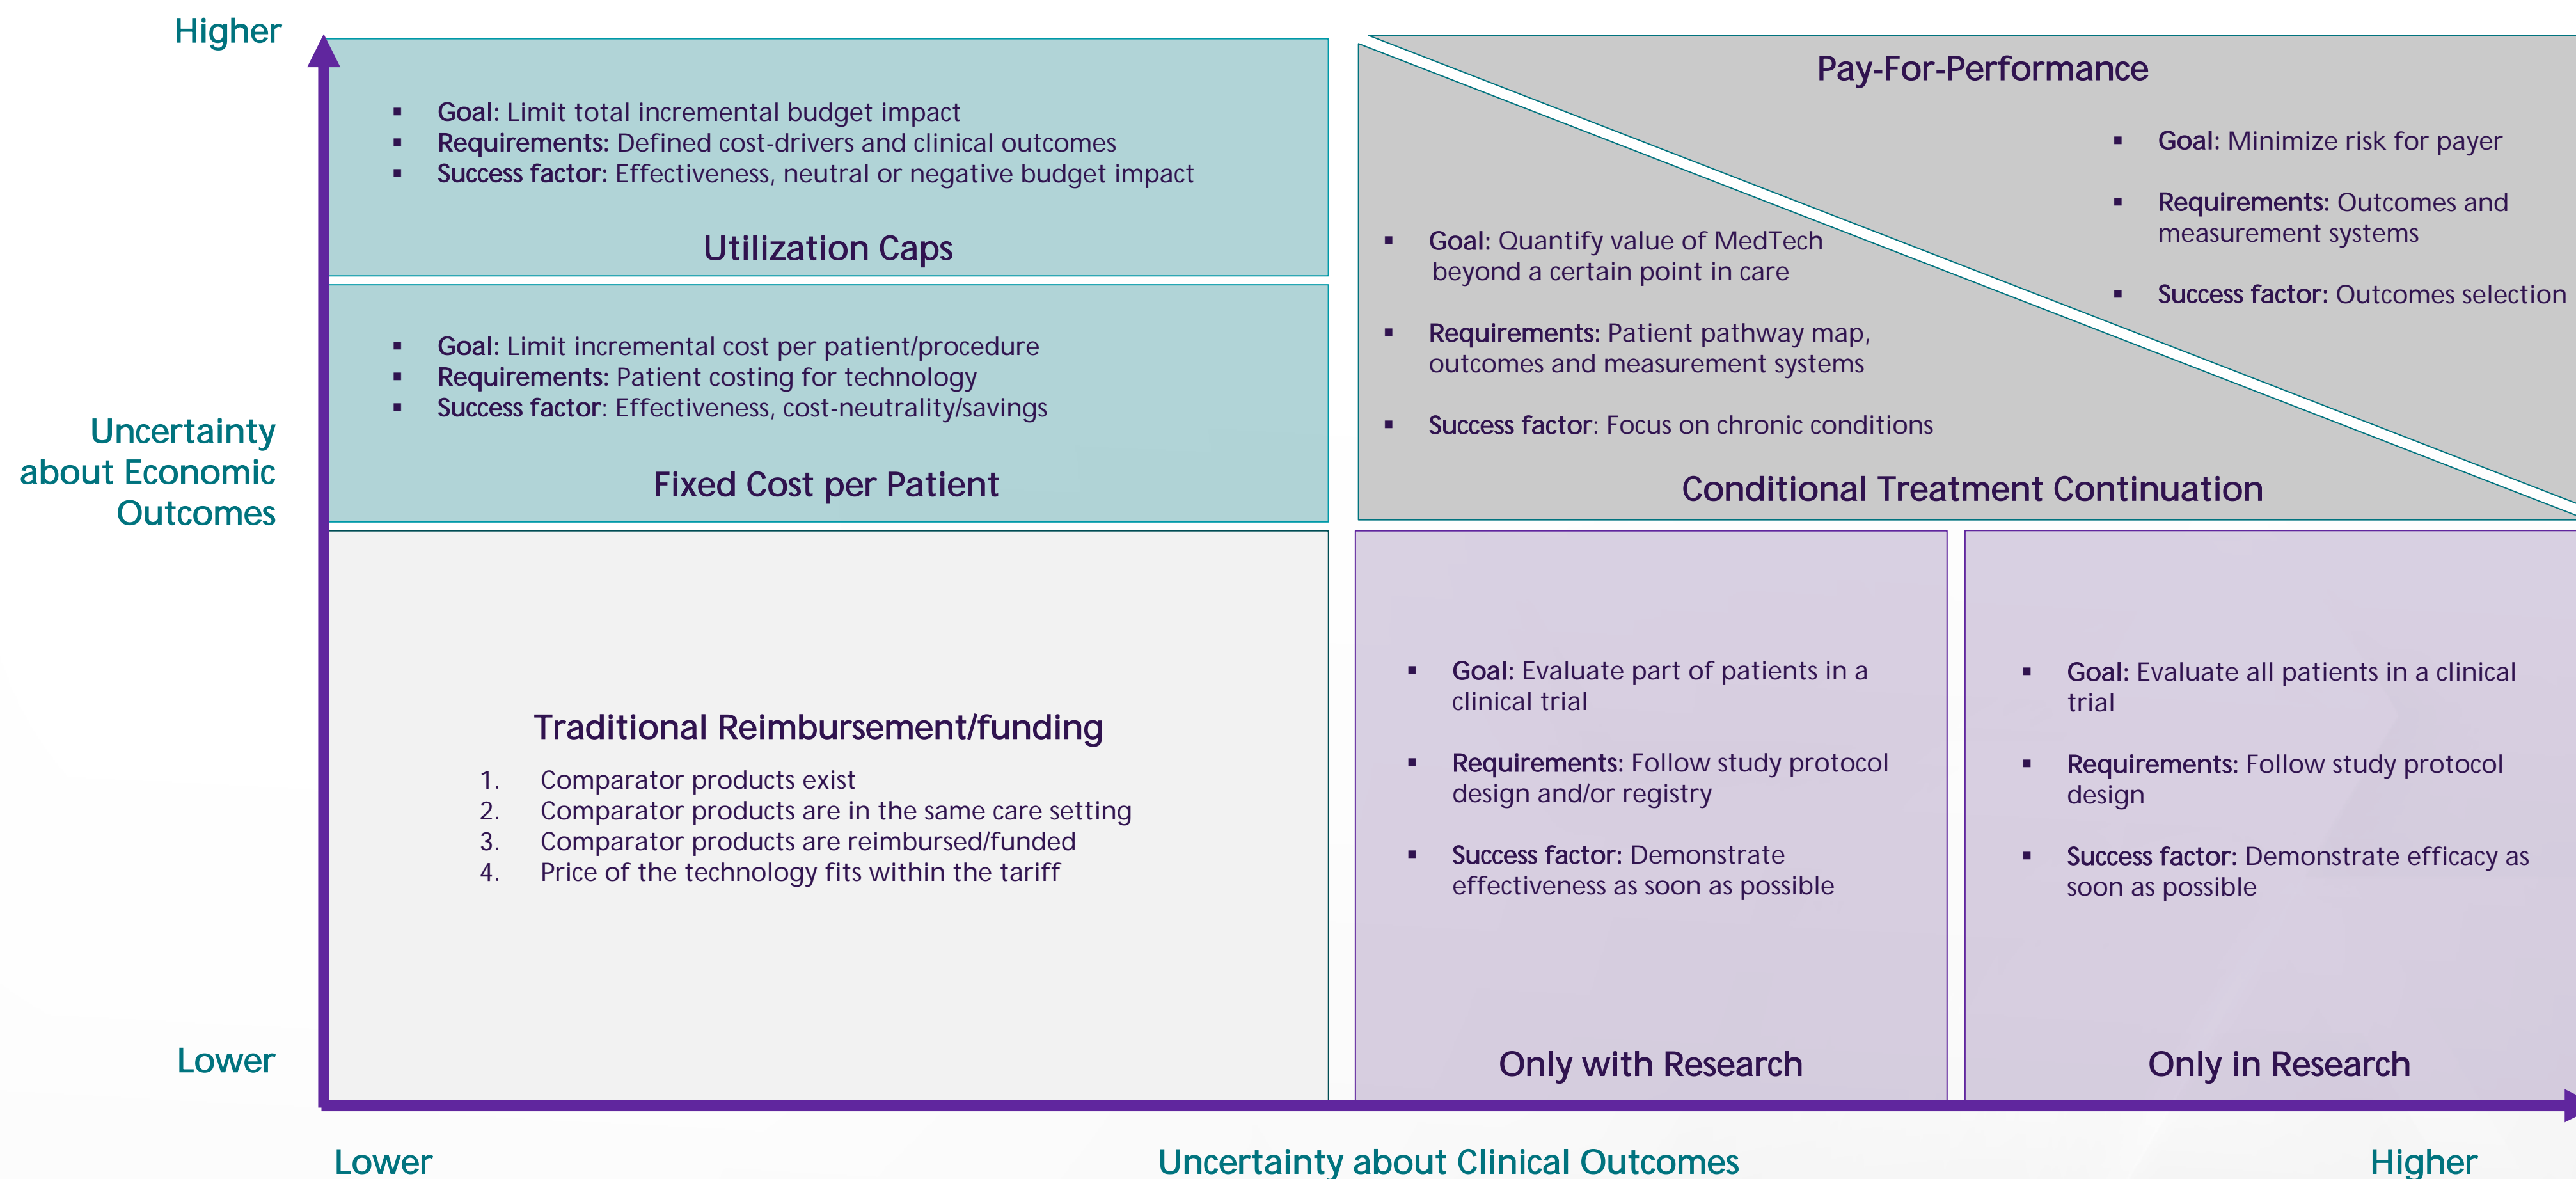 Higher
▪ Goal: Limit total incremental budget impact
▪ Requirements: Defined cost-drivers and clinical outcomes
▪ Success factor: Effectiveness, neutral or negative budget impact
Utilization Caps
Pay-For-Performance
▪ Goal: Minimize risk for payer
▪ Requirements: Outcomes and
measurement systems
▪ Success factor: Outcomes selection
▪ Goal: Quantify value of MedTech
beyond a certain point in care
▪ Requirements: Patient pathway map,
outcomes and measurement systems
▪ Success factor: Focus on chronic conditions
Conditional Treatment Continuation
▪ Goal: Limit incremental cost per patient/procedure
▪ Requirements: Patient costing for technology
▪ Success factor: Effectiveness, cost-neutrality/savings
Fixed Cost per Patient
Uncertainty
about Economic
Outcomes
Traditional Reimbursement/funding
1. Comparator products exist
2. Comparator products are in the same care setting
3. Comparator products are reimbursed/funded
4. Price of the technology fits within the tariff
▪ Goal: Evaluate part of patients in a
clinical trial
▪ Requirements: Follow study protocol
design and/or registry
▪ Success factor: Demonstrate
effectiveness as soon as possible
Only with Research
▪ Goal: Evaluate all patients in a clinical
trial
▪ Requirements: Follow study protocol
design
▪ Success factor: Demonstrate efficacy as
soon as possible
Only in Research
Lower
Lower
Uncertainty about Clinical Outcomes
Higher